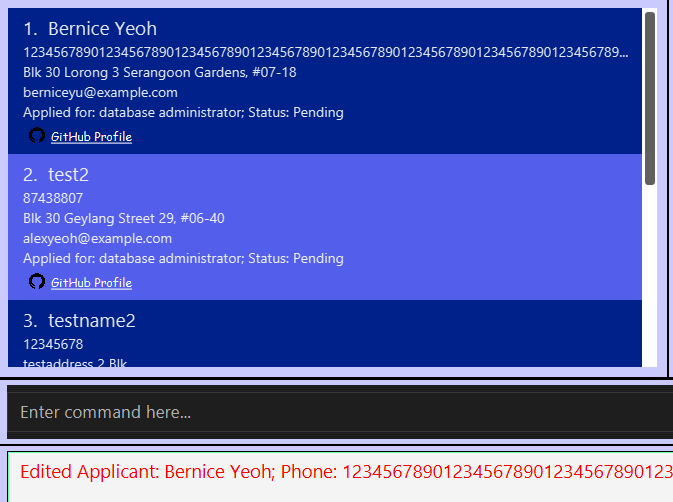 1. Bernice Yeoh
1234567890123456789012345678901234567890123456789012345678901234567890123456789...
Blk 30 Lorong 3 Serangoon Gardens, #07-18
berniceyu@example.com
Applied for: database administrator; Status: Pending
GitHub Profile
2. test2
87438807
Blk 30 Geylang Street 29, #06-40
alexyeoh@example.com
Applied for: database administrator; Status: Pending
GitHub Profile
3. testname2
12345678
testaddress 2 Blk
Enter command here...
Edited Applicant: Bernice Yeoh; Phone: 123456789012345678901234567890123